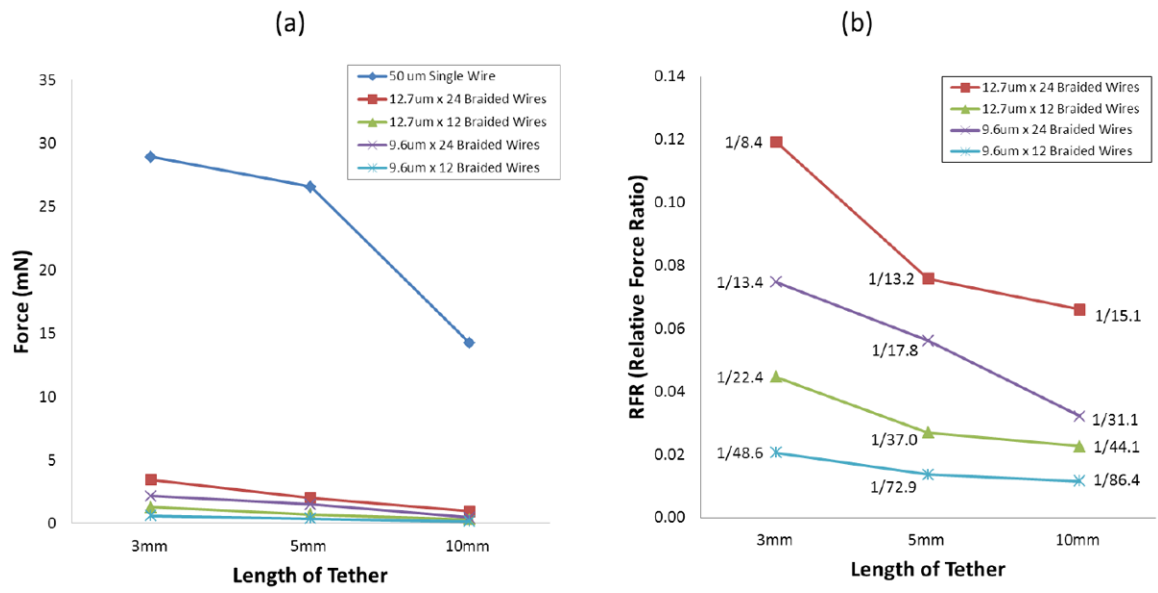 (a)
35
30
25
20
15
10
5
0
Force (mN)
50 um Single Wire
12.7um x 24 Braided Wires
12.7um x 12 Braided Wires
9.6um x 24 Braided Wires
9.6um x 12 Braided Wires
3mm
5mm
10mm
Length of Tether
(b)
0.14
0.12
0.10
0.08
0.06
0.04
0.02
0.00
RFR (Relative Force Ratio)
12.7um x 24 Braided Wires
12.7um x 12 Braided Wires
9.6um x 24 Braided Wires
9.6um x 12 Braided Wires
1/8.4
1/13.2
1/15.1
1/13.4
1/17.8
1/31.1
1/22.4
1/37.0
1/44.1
1/48.6
1/72.9
1/86.4
3mm
5mm
10mm
Length of Tether